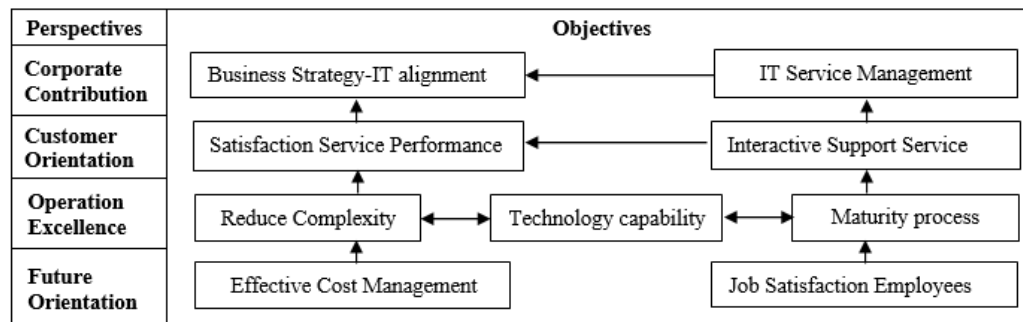 Perspectives
Objectives
Corporate
Contribution
Business Strategy-IT alignment
IT Service Management
Customer
Orientation
Satisfaction Service Performance
Interactive Support Service
Operation
Excellence
Reduce Complexity
Technology capability
Maturity process
Future
Orientation
Effective Cost Management
Job Satisfaction Employees